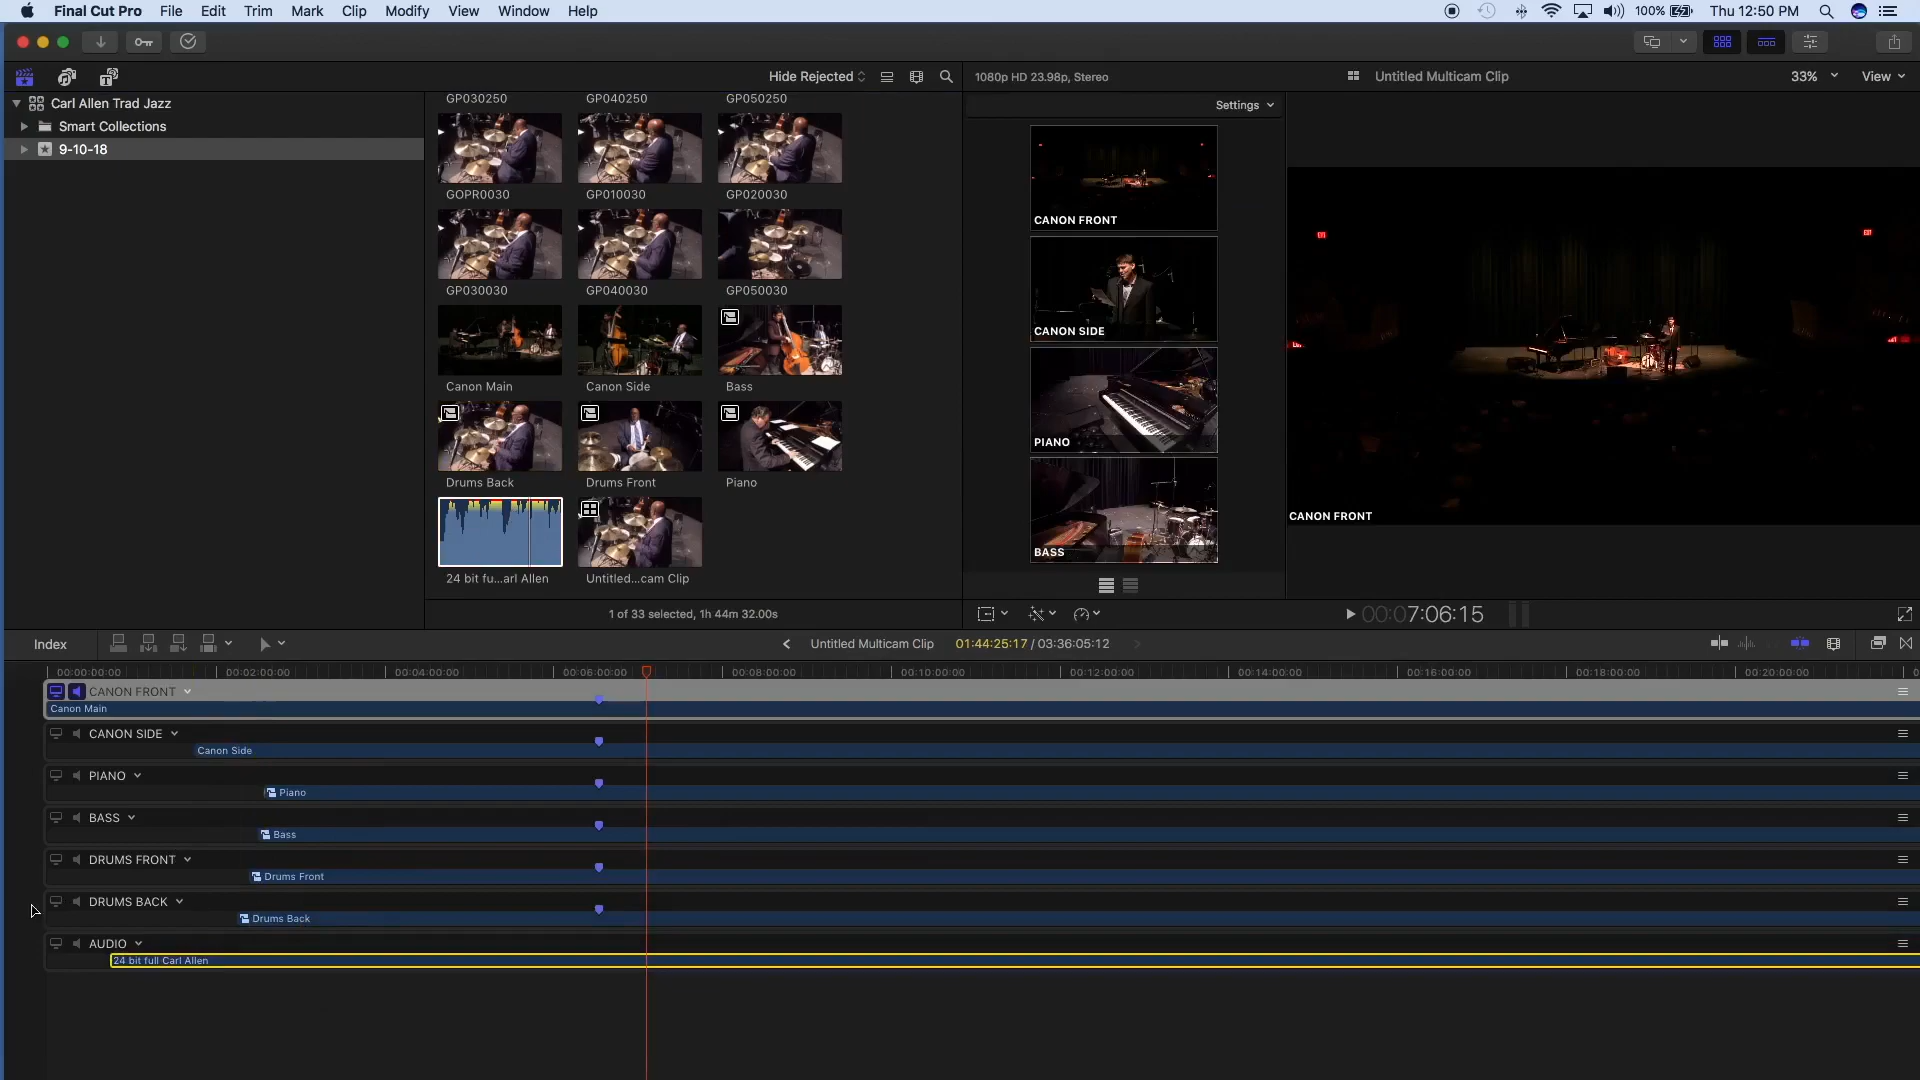 Final Cut Pro File Edit Trim Mark Clip Modify View Window Help 100% Thu 12:50 PM
Hide Rejected 1080p HD 23.98p, Stereo Untitled Multicam Clip 33% View
Carl Allen Trad Jazz
Smart Collections
9-10-18
GP030250 GP040250 GP050250
GOPR0030 GP010030 GP020030
GP030030 GP040030 GP050030
Canon Main Canon Side Bass
Drums Back Drums Front Piano
24 bit fu...arl Allen Untitled...cam Clip
1 of 33 selected, 1h 44m 32.00s
Settings
CANON FRONT
CANON SIDE
PIANO
BASS
EXIT
CANON FRONT
00:07:06:15
Index Untitled Multicam Clip 01:44:25:17 / 03:36:05:12
00:00:00:00 00:02:00:00 00:04:00:00 00:06:00:00 00:08:00:00 00:10:00:00 00:12:00:00 00:14:00:00 00:16:00:00 00:18:00:00 00:20:00:00
CANON FRONT
Canon Main
CANON SIDE
Canon Side
PIANO
Piano
BASS
Bass
DRUMS FRONT
Drums Front
DRUMS BACK
Drums Back
AUDIO
24 bit full Carl Allen